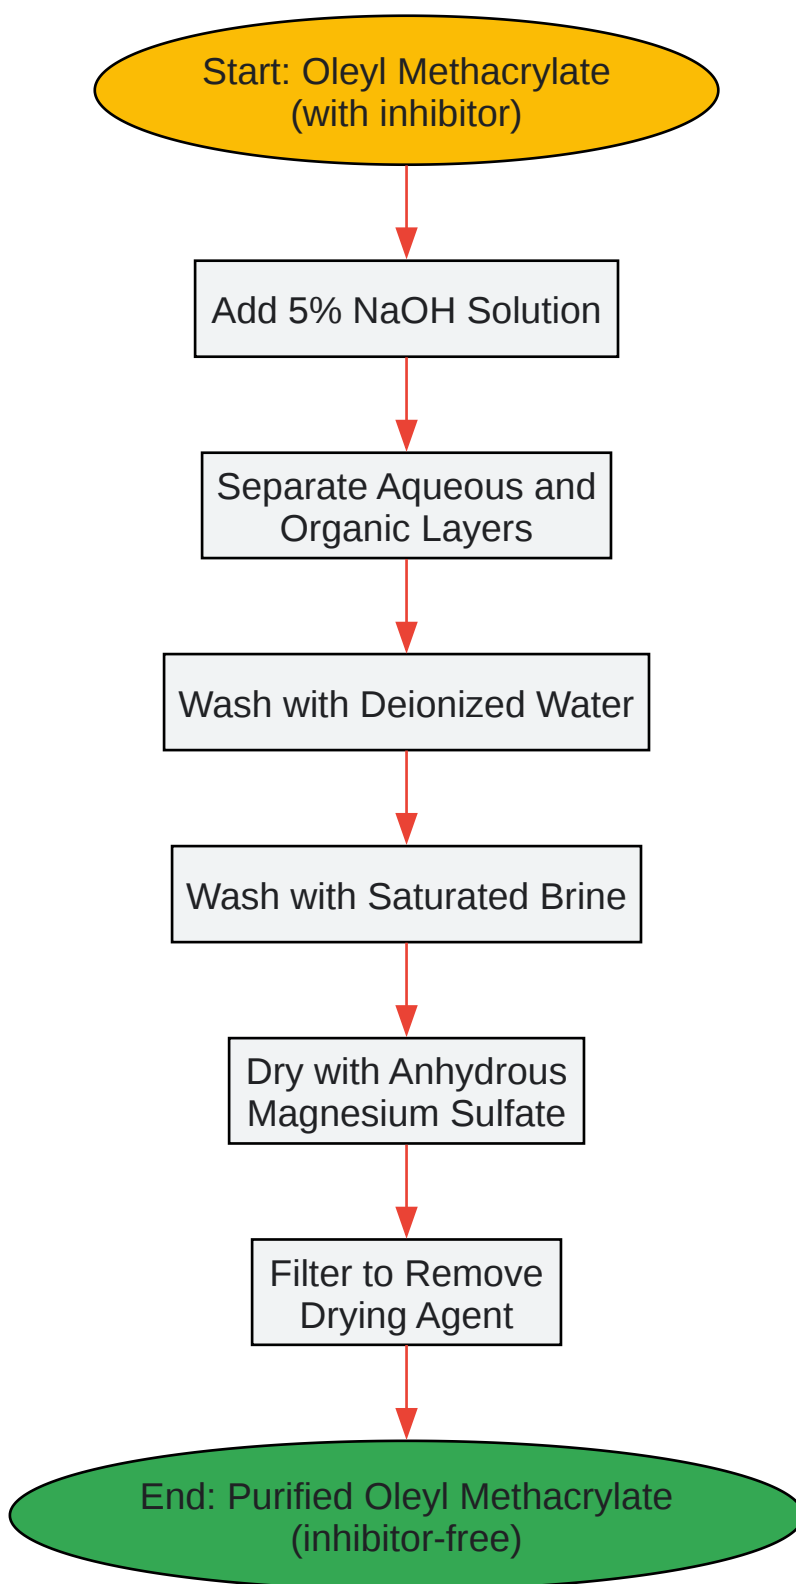 Start: Oleyl Methacrylate
(with inhibitor)
Add 5% NaOH Solution
Separate Aqueous and
Organic Layers
Wash with Deionized Water
Wash with Saturated Brine
Dry with Anhydrous
Magnesium Sulfate
Filter to Remove
Drying Agent
End: Purified Oleyl Methacrylate
(inhibitor-free)